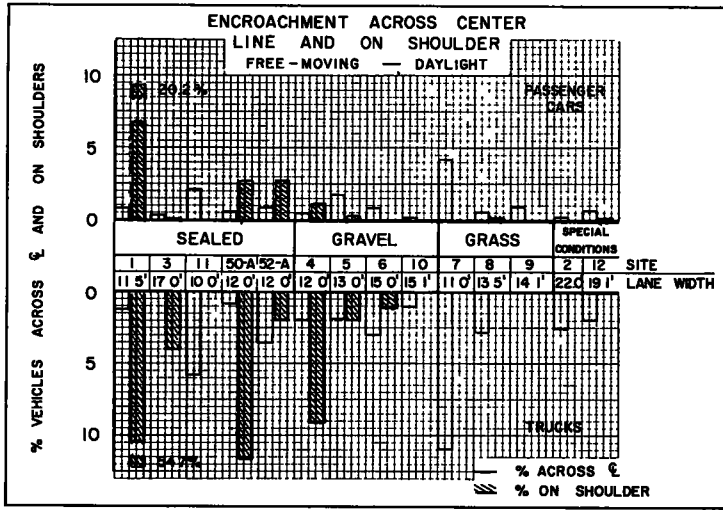 ENCROACHMENT ACROSS CENTER
LINE AND ON SHOULDER
FREE-MOVING — DAYLIGHT
% VEHICLES ACROSS ℄ AND ON SHOULDERS
10
20.2%
PASSENGER
CARS
5
0
SEALED GRAVEL GRASS SPECIAL CONDITIONS
1 3 11 50-A 52-A 4 5 6 10 7 8 9 2 12 SITE
11 5' 17 0' 10 0' 12 0' 12 0' 12 0' 13 0' 15 0' 15 1' 11 0' 13 5' 14 1' 22.0 19 1' LANE WIDTH
0
5
10
54.7%
TRUCKS
% ACROSS ℄
% ON SHOULDER